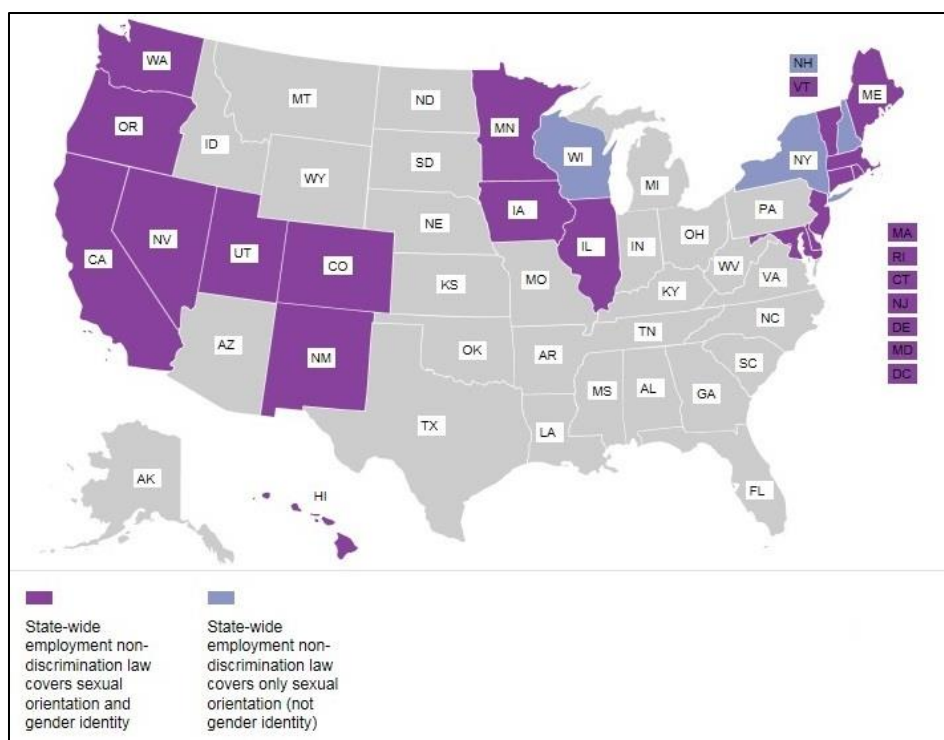 WA
MT
ND
MN
NH
VT
ME
OR
ID
SD
WI
NY
WY
MI
IA
PA
NE
NV
UT
CA
CO
IL
IN
OH
MA
WV
RI
KS
MO
VA
CT
KY
NJ
NC
DE
TN
AZ
NM
OK
AR
MD
SC
DC
MS
AL
GA
TX
LA
AK
FL
HI
State-wide
employment non-
discrimination law
covers sexual
orientation and
gender identity
State-wide
employment non-
discrimination law
covers only sexual
orientation (not
gender identity)